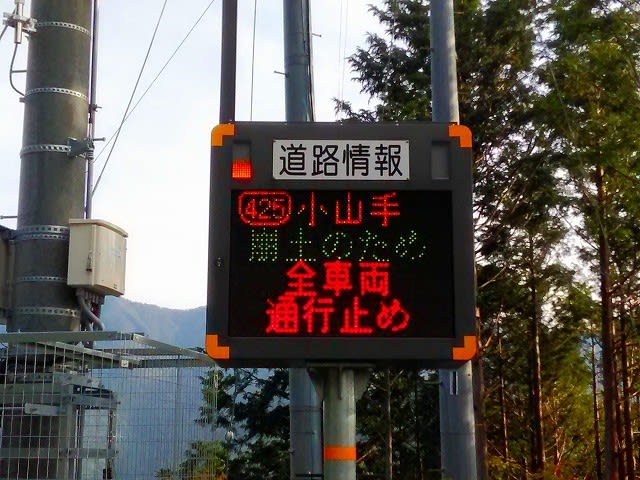 道路情報
425 小山手
崩土のため
全車両
通行止め